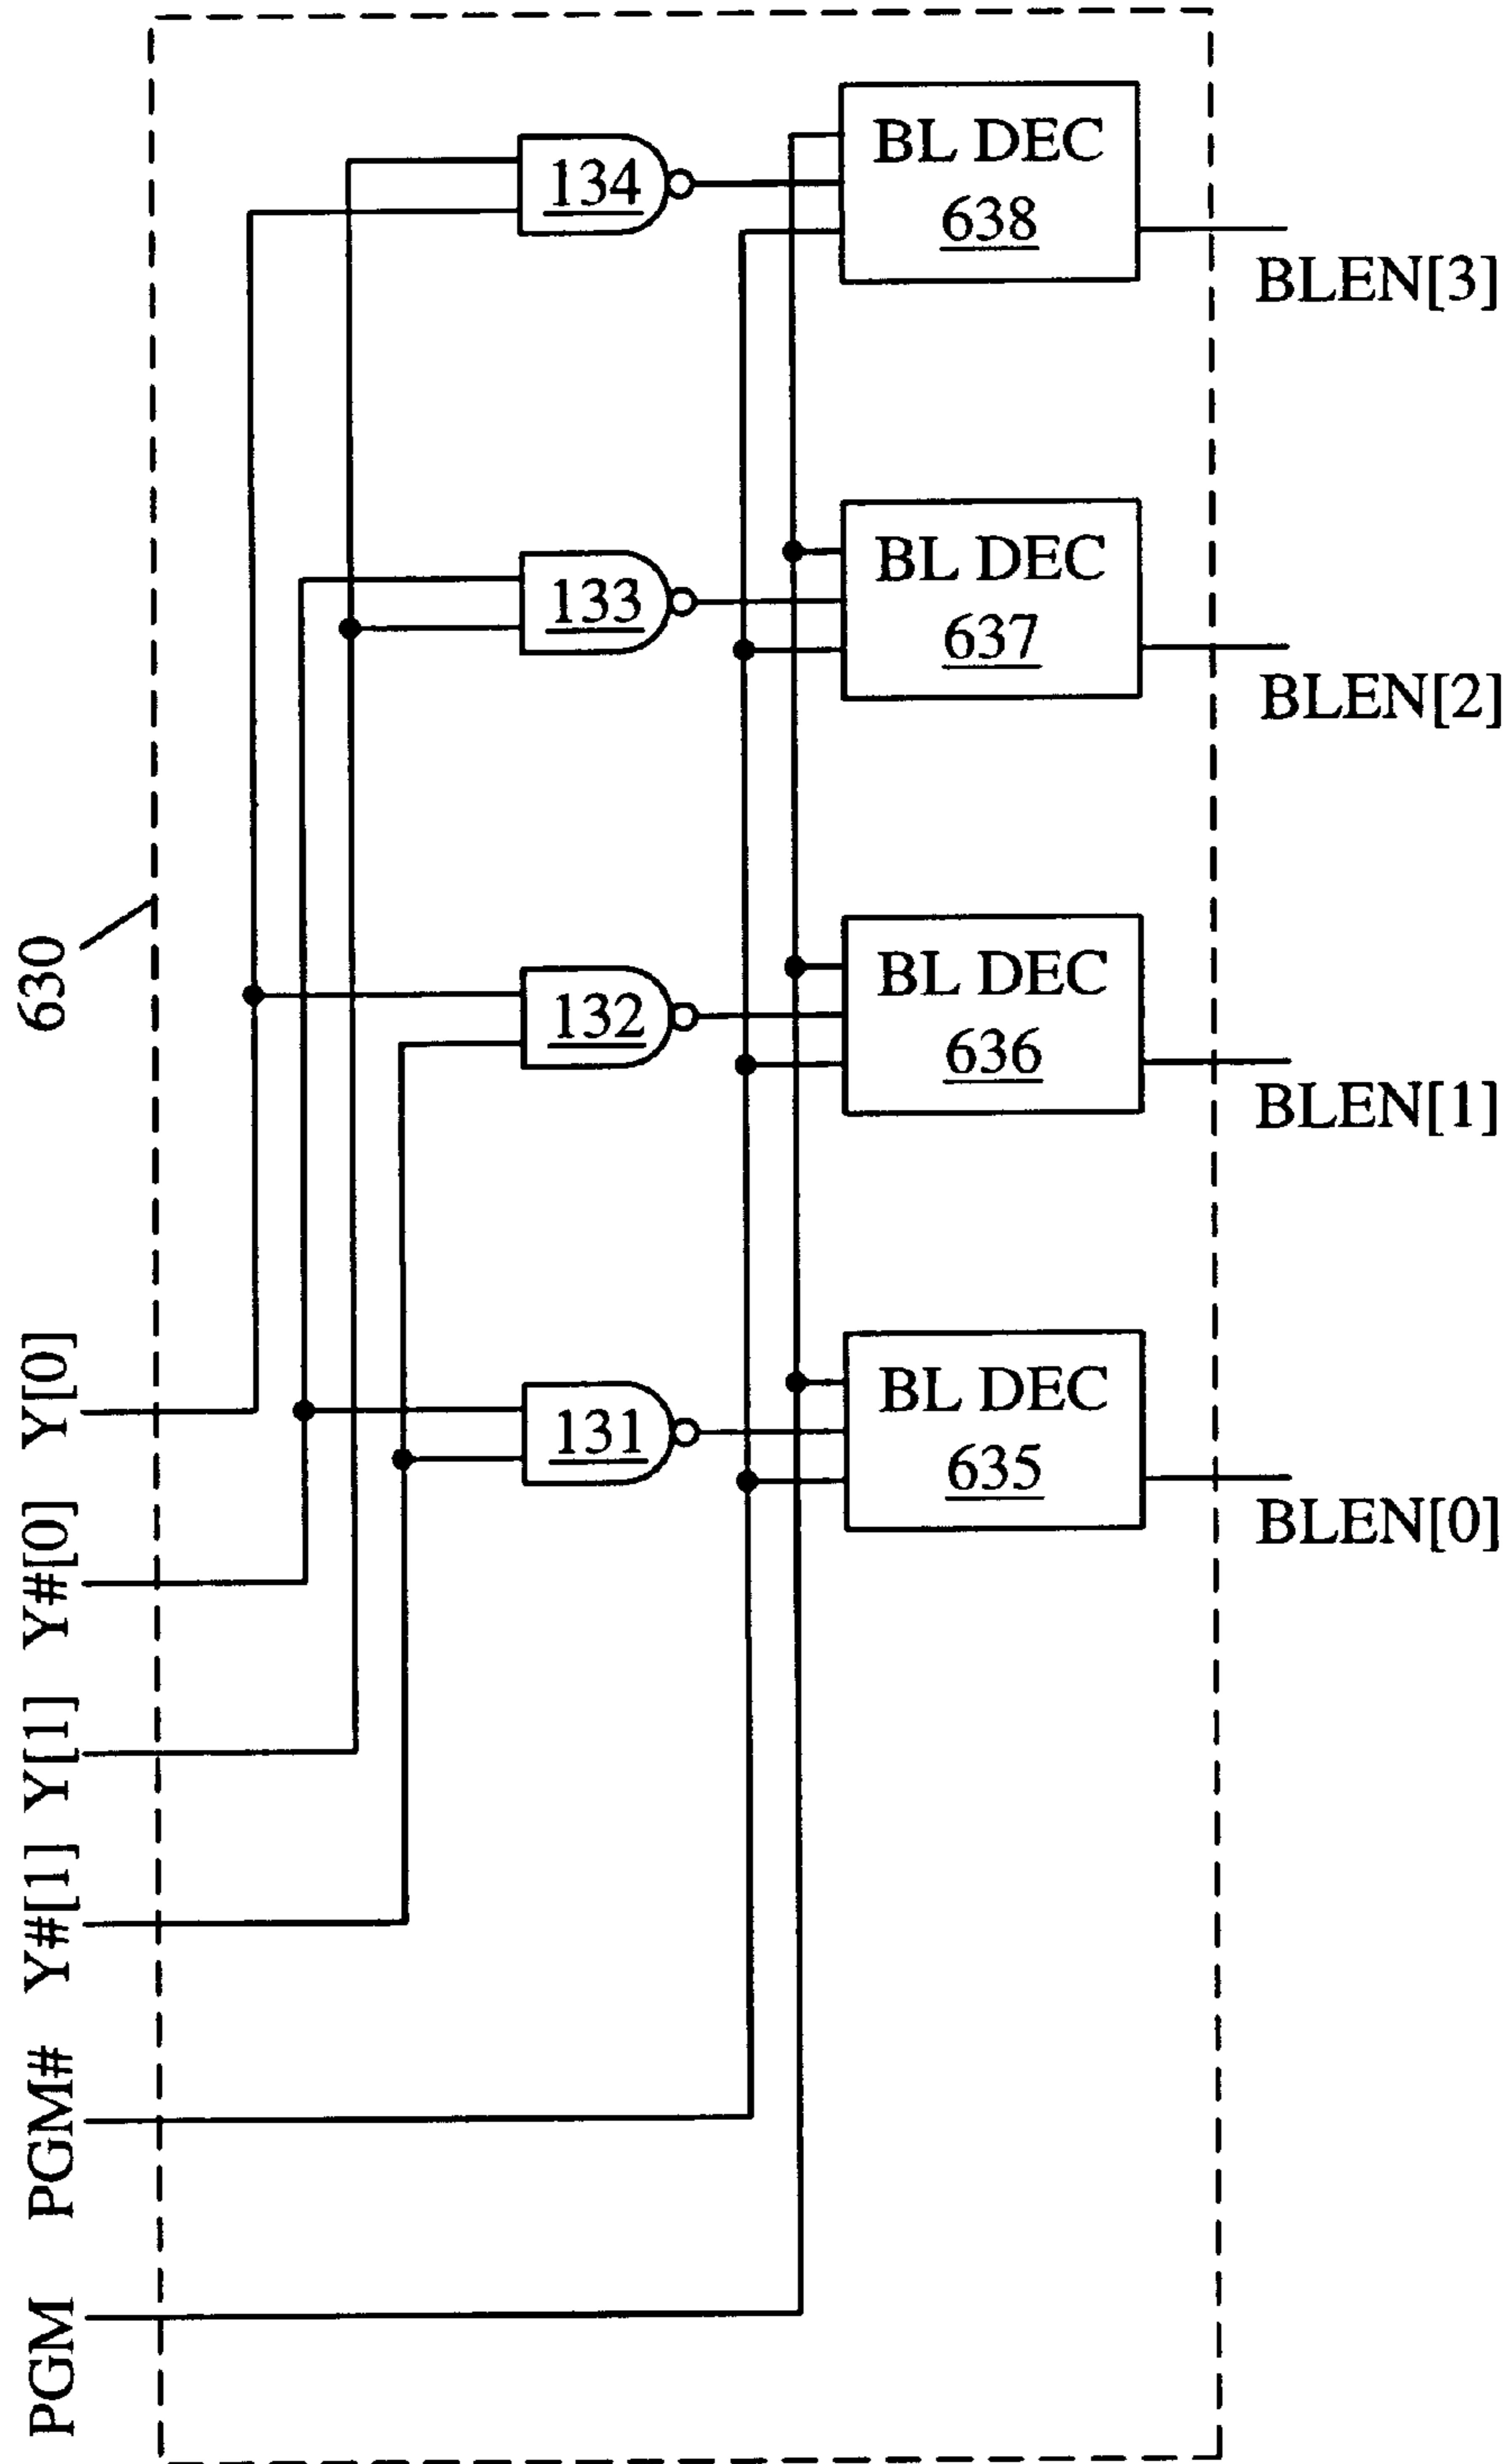 630
134
BL DEC
638
BLEN[3]
133
BL DEC
637
BLEN[2]
132
BL DEC
636
BLEN[1]
131
BL DEC
635
BLEN[0]
Y[0]
Y#[0]
Y[1]
Y#[1]
PGM#
PGM